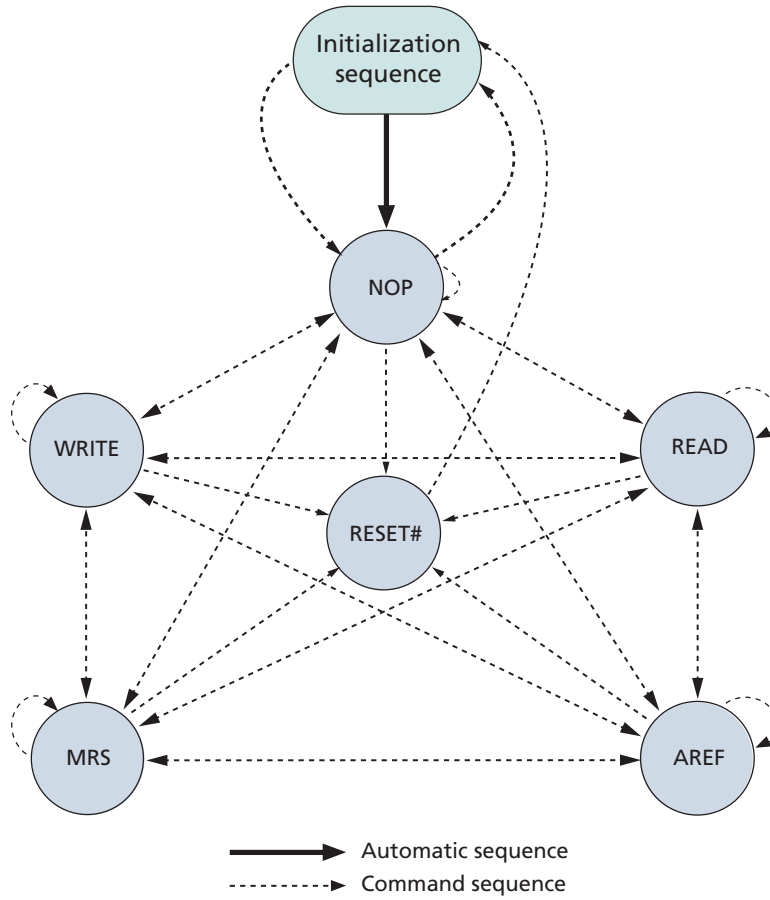 Initialization
sequence
NOP
WRITE
READ
RESET#
MRS
AREF
Automatic sequence
Command sequence